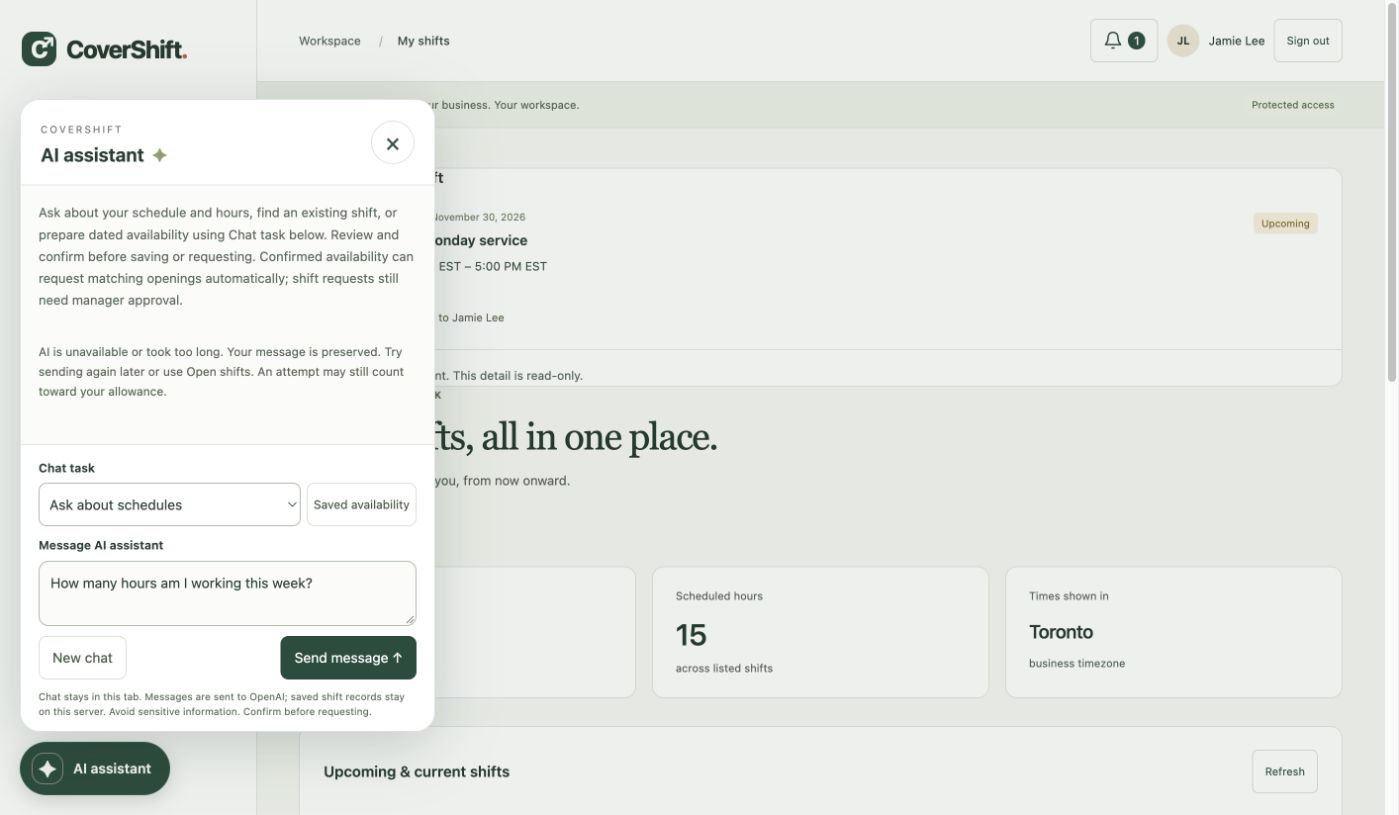 CoverShift.
Workspace / My shifts
1
JL
Jamie Lee
Sign out
ur business. Your workspace.
Protected access
COVERSHIFT
AI assistant
Ask about your schedule and hours, find an existing shift, or
prepare dated availability using Chat task below. Review and
confirm before saving or requesting. Confirmed availability can
request matching openings automatically; shift requests still
need manager approval.
AI is unavailable or took too long. Your message is preserved. Try
sending again later or use Open shifts. An attempt may still count
toward your allowance.
Chat task
Ask about schedules
Saved availability
Message AI assistant
How many hours am I working this week?
New chat
Send message ↑
Chat stays in this tab. Messages are sent to OpenAI; saved shift records stay
on this server. Avoid sensitive information. Confirm before requesting.
AI assistant
ft
November 30, 2026
Upcoming
onday service
EST – 5:00 PM EST
to Jamie Lee
nt. This detail is read-only.
K
fts, all in one place.
you, from now onward.
Scheduled hours
15
across listed shifts
Times shown in
Toronto
business timezone
Upcoming & current shifts
Refresh